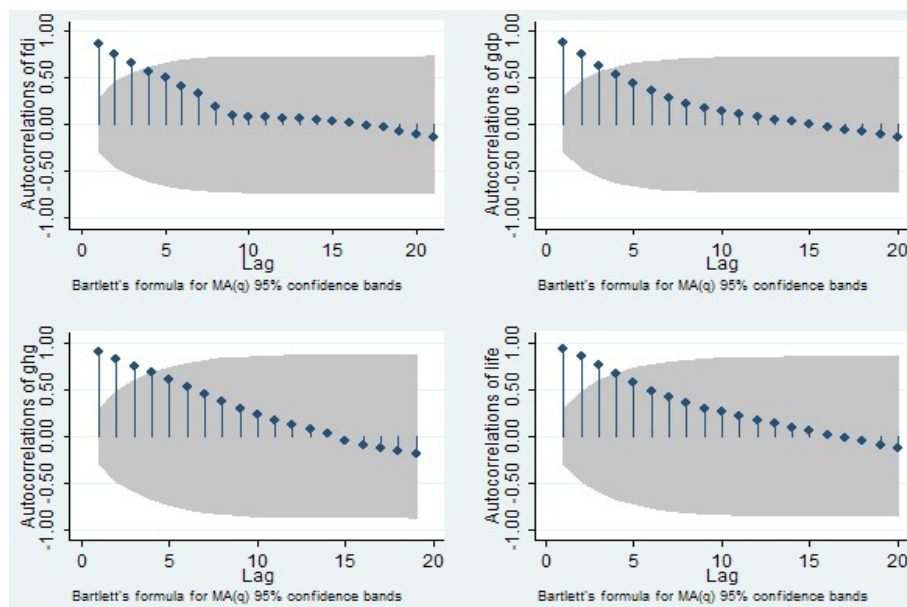 Autocorrelations of fdi
1.00
0.50
0.00
-0.50
-1.00
0 5 10 15 20
Lag
Bartlett's formula for MA(q) 95% confidence bands
Autocorrelations of gdp
1.00
0.50
0.00
-0.50
-1.00
0 5 10 15 20
Lag
Bartlett's formula for MA(q) 95% confidence bands
Autocorrelations of ghg
1.00
0.50
0.00
-0.50
-1.00
0 5 10 15 20
Lag
Bartlett's formula for MA(q) 95% confidence bands
Autocorrelations of life
1.00
0.50
0.00
-0.50
-1.00
0 5 10 15 20
Lag
Bartlett's formula for MA(q) 95% confidence bands